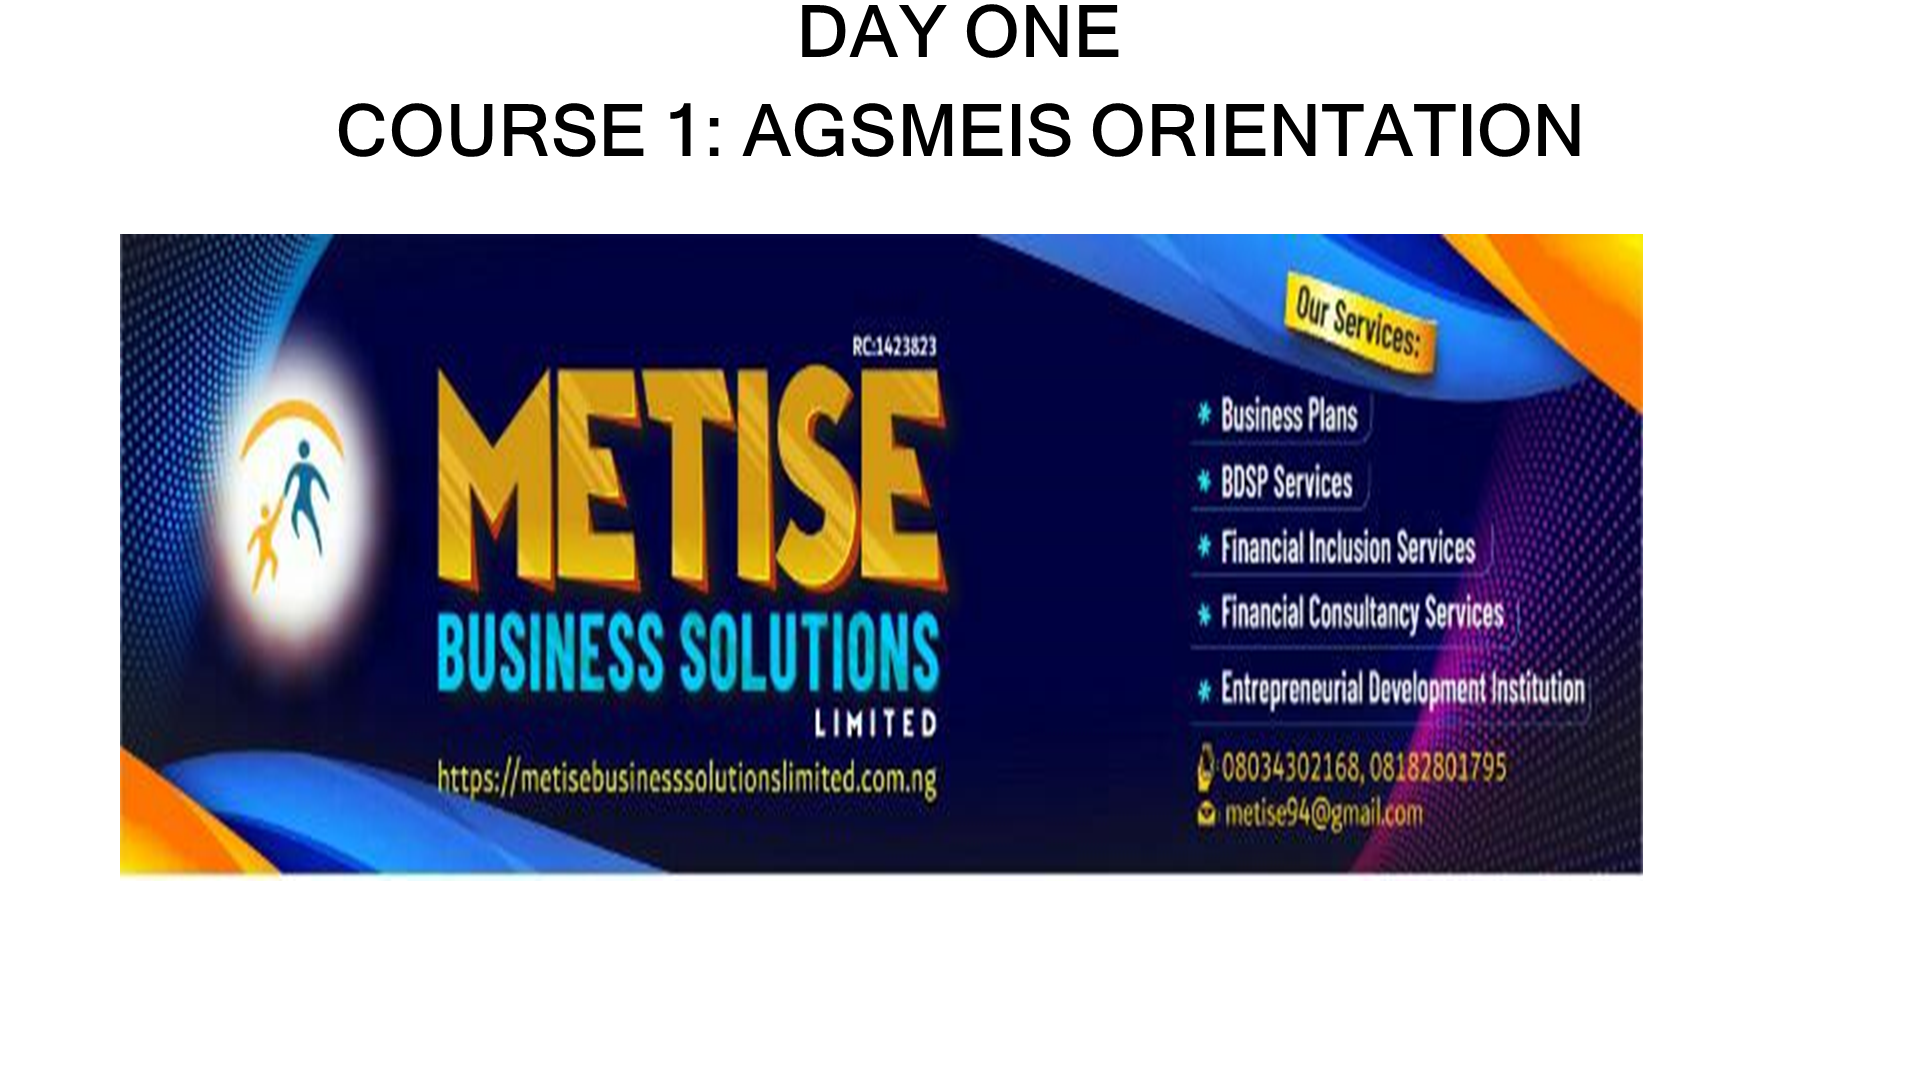 DAY ONE
COURSE 1: AGSMEIS ORIENTATION
RC:1423823
METISE
BUSINESS SOLUTIONS
LIMITED
https://metisebusinesssolutionslimited.com.ng
Our Services:
* Business Plans
* BDSP Services
* Financial Inclusion Services
* Financial Consultancy Services
* Entrepreneurial Development Institution
08034302168, 08182801795
metise94@gmail.com